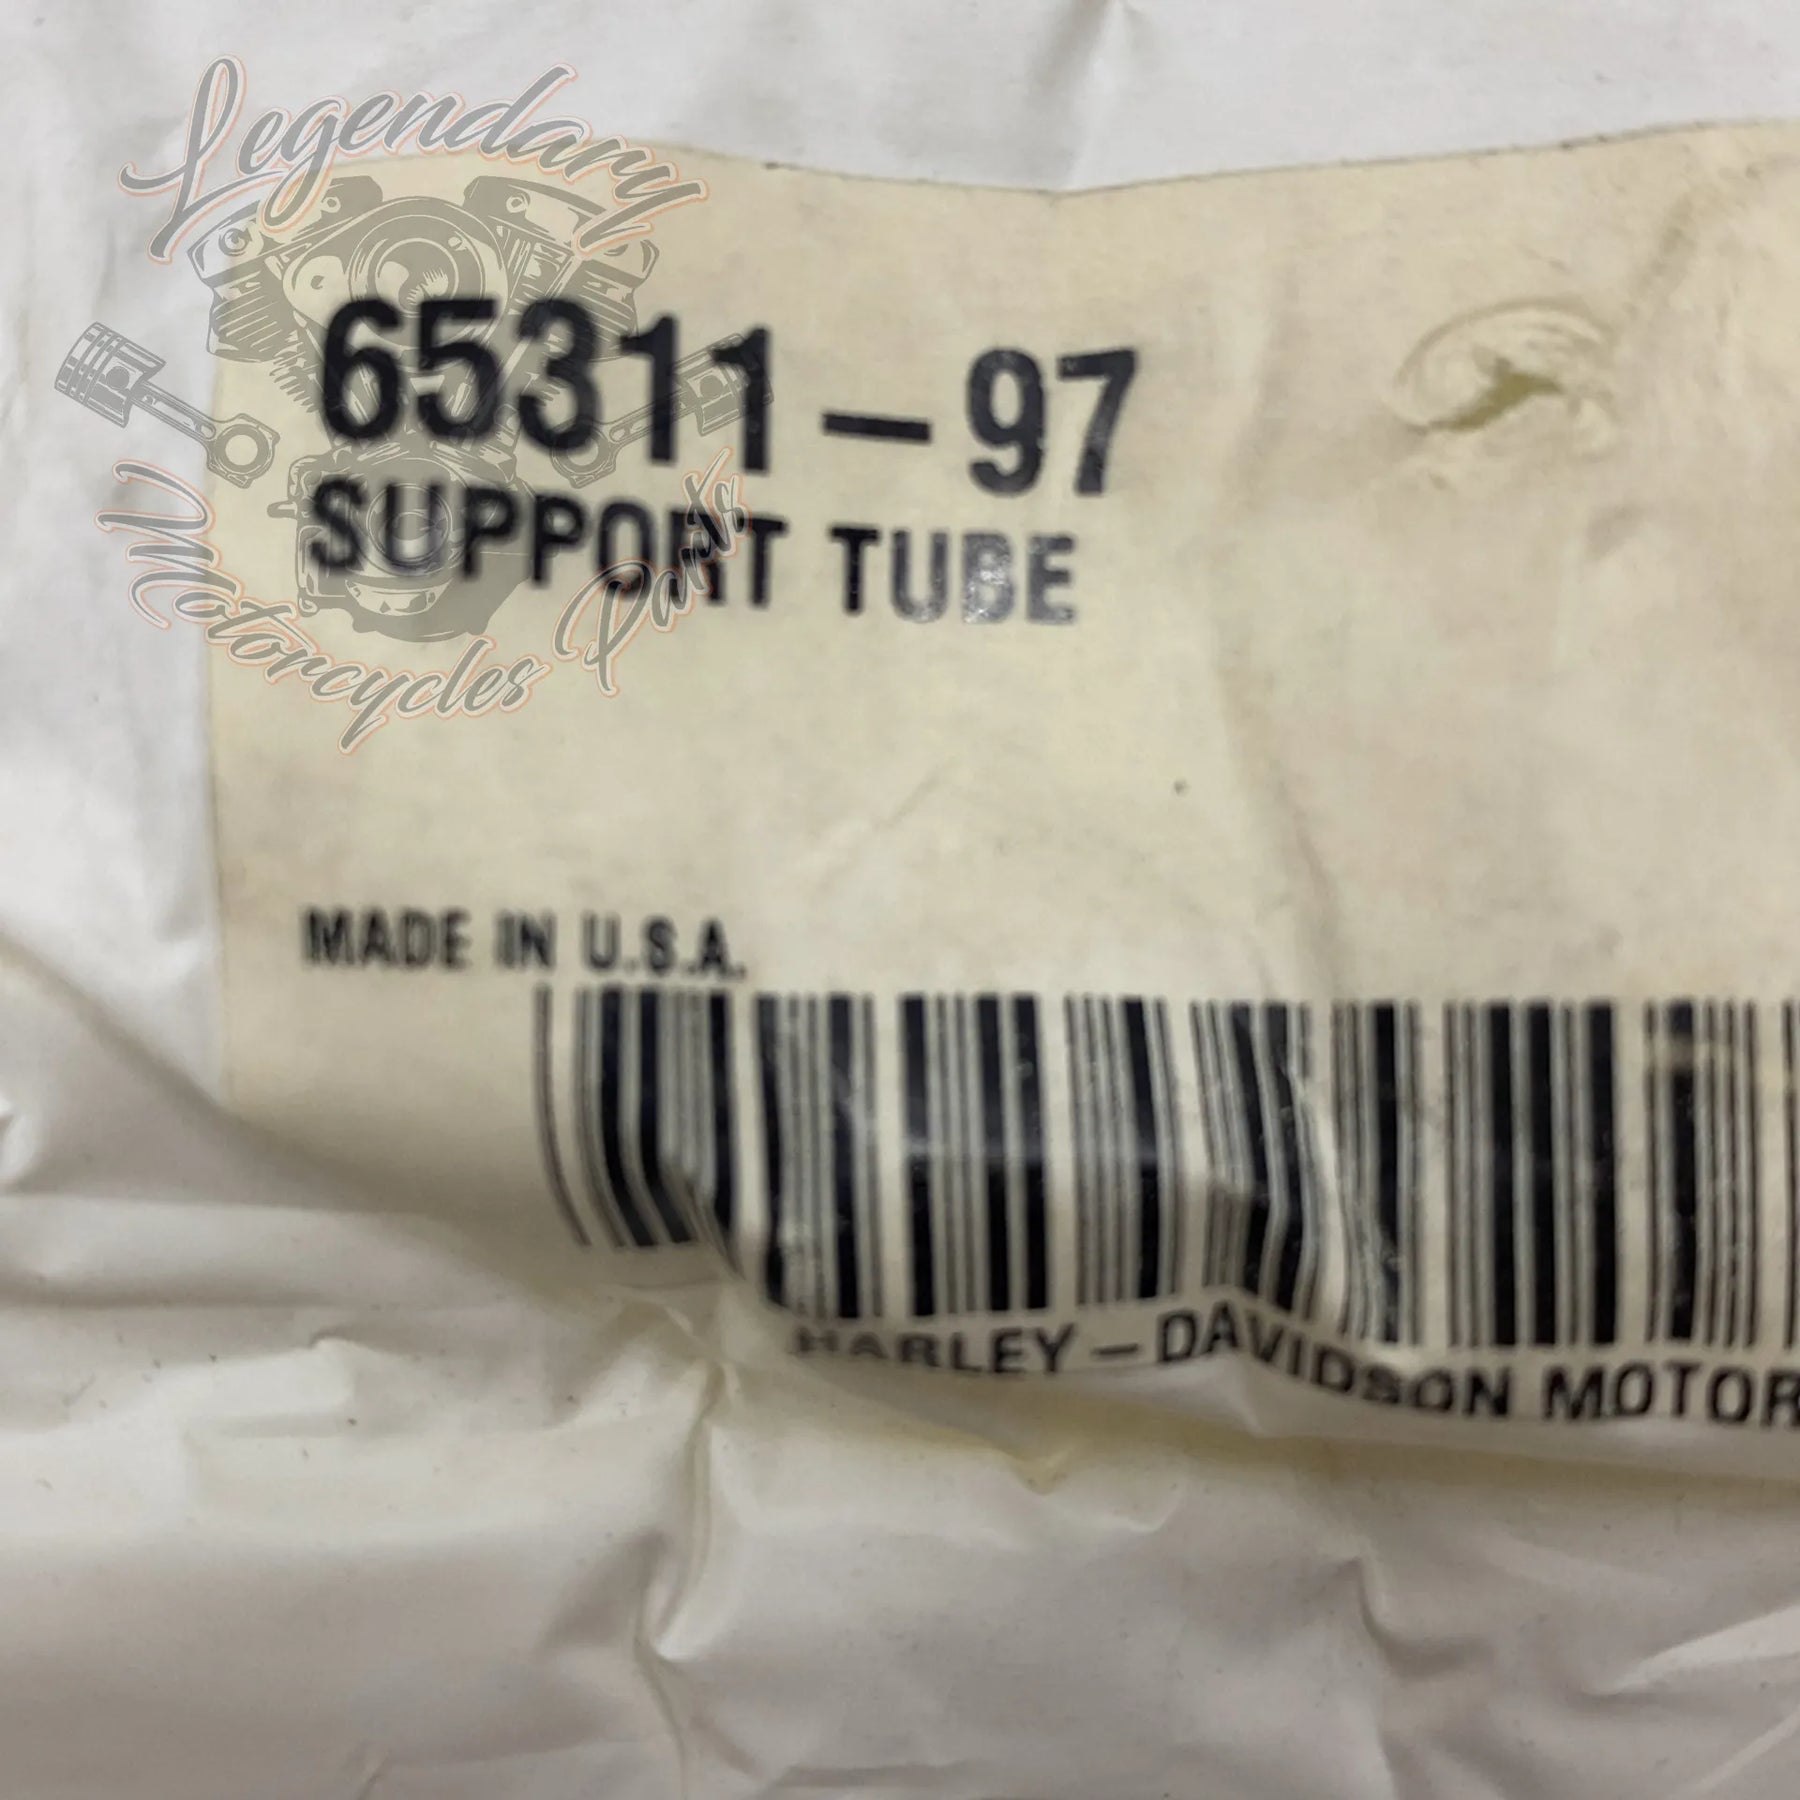 Legendary
Motorcycles Parts
65311-97
SUPPORT TUBE
MADE IN U.S.A.
HARLEY-DAVIDSON MOTOR